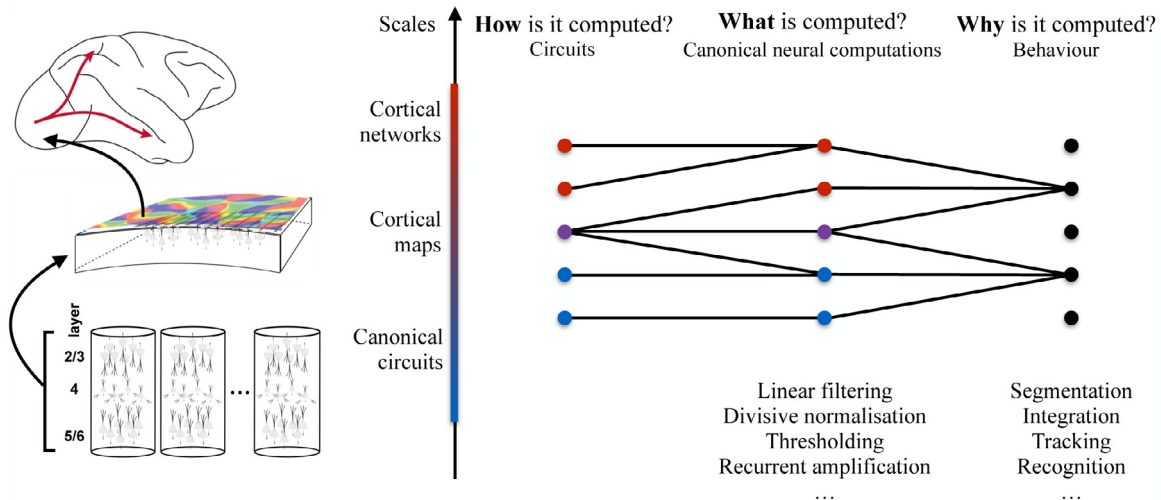 Scales
How is it computed?
Circuits
What is computed?
Canonical neural computations
Why is it computed?
Behaviour
Cortical
networks
Cortical
maps
Canonical
circuits
layer
2/3
4
5/6
...
Linear filtering
Divisive normalisation
Thresholding
Recurrent amplification
...
Segmentation
Integration
Tracking
Recognition
...